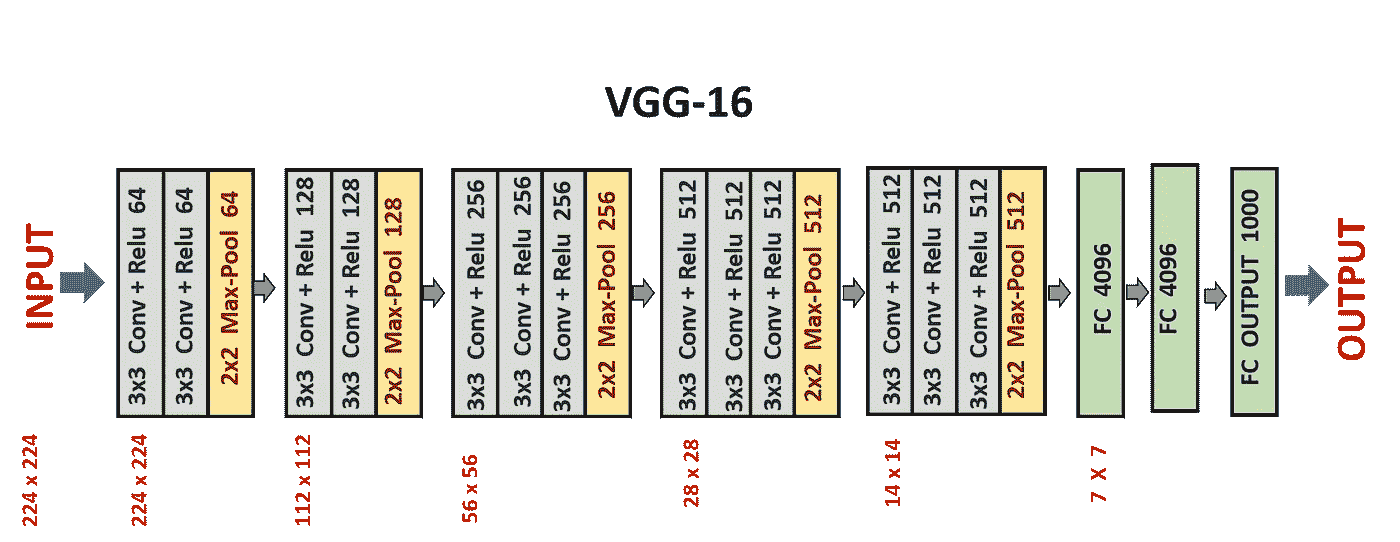 VGG-16
INPUT
3x3 Conv + Relu 64
3x3 Conv + Relu 64
2x2 Max-Pool 64
3x3 Conv + Relu 128
3x3 Conv + Relu 128
2x2 Max-Pool 128
3x3 Conv + Relu 256
3x3 Conv + Relu 256
3x3 Conv + Relu 256
2x2 Max-Pool 256
3x3 Conv + Relu 512
3x3 Conv + Relu 512
3x3 Conv + Relu 512
2x2 Max-Pool 512
3x3 Conv + Relu 512
3x3 Conv + Relu 512
3x3 Conv + Relu 512
2x2 Max-Pool 512
FC 4096
FC 4096
FC OUTPUT 1000
OUTPUT
224 x 224
224 x 224
112 x 112
56 x 56
28 x 28
14 x 14
7 X 7